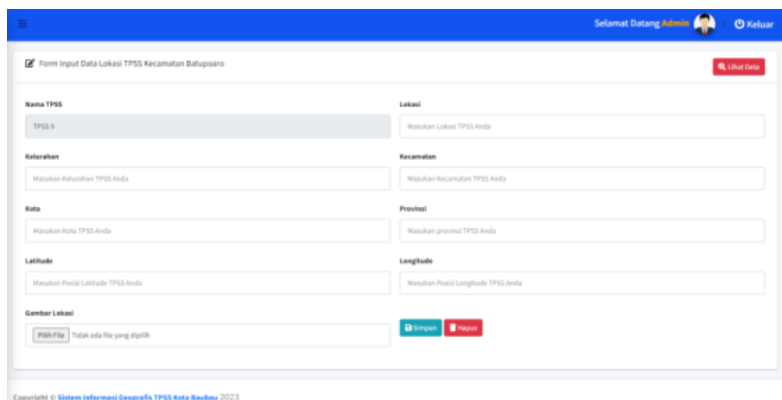 Selamat Datang Admin
Keluar
Form Input Data Lokasi TPSS Kecamatan Batupoaro
Lihat Data
Nama TPSS
Lokasi
TPSS 9
Masukan Lokasi TPSS Anda
Kelurahan
Kecamatan
Masukan Kelurahan TPSS Anda
Masukan Kecamatan TPSS Anda
Kota
Provinsi
Masukan Kota TPSS Anda
Masukan provinsi TPSS Anda
Latitude
Longitude
Masukan Posisi Latitude TPSS Anda
Masukan Posisi Longitude TPSS Anda
Gambar Lokasi
Pilih File Tidak ada file yang dipilih
Simpan
Hapus
Copyright © Sistem Informasi Geografis TPSS Kota Baubau 2023